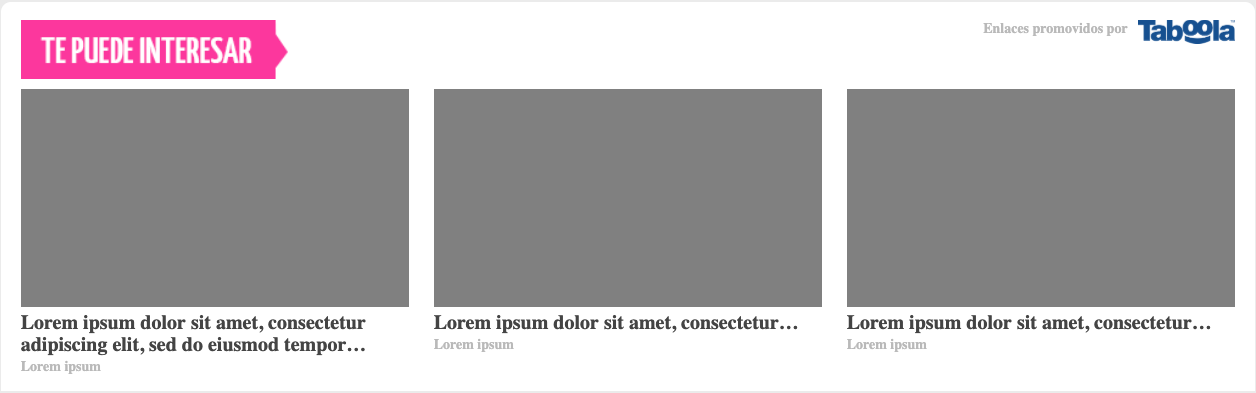 TE PUEDE INTERESAR
Enlaces promovidos por Taboola
Lorem ipsum dolor sit amet, consectetur
adipiscing elit, sed do eiusmod tempor…
Lorem ipsum
Lorem ipsum dolor sit amet, consectetur…
Lorem ipsum
Lorem ipsum dolor sit amet, consectetur…
Lorem ipsum